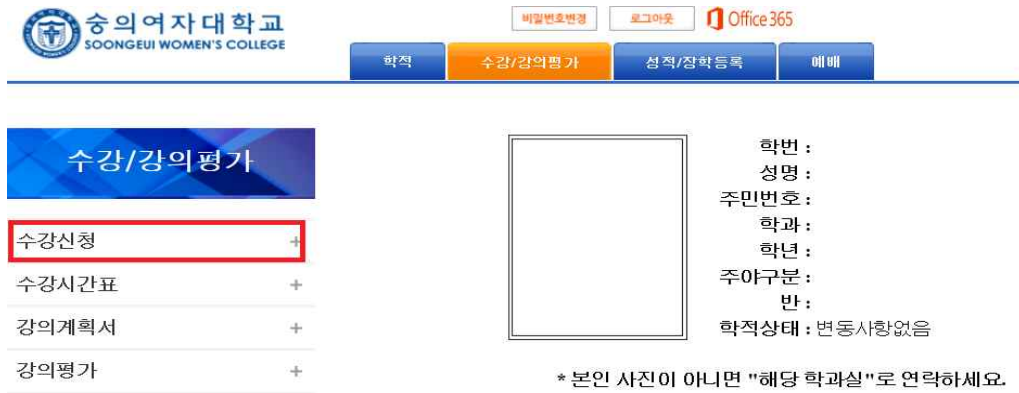 숭의여자대학교
SOONGEUI WOMEN'S COLLEGE
비밀번호변경 로그아웃 Office 365
학적 수강/강의평가 성적/장학등록 예배
수강/강의평가
수강신청 +
수강시간표 +
강의계획서 +
강의평가 +
학번 :
성명 :
주민번호 :
학과 :
학년 :
주야구분 :
반 :
학적상태 : 변동사항없음
* 본인 사진이 아니면 "해당 학과실"로 연락하세요.